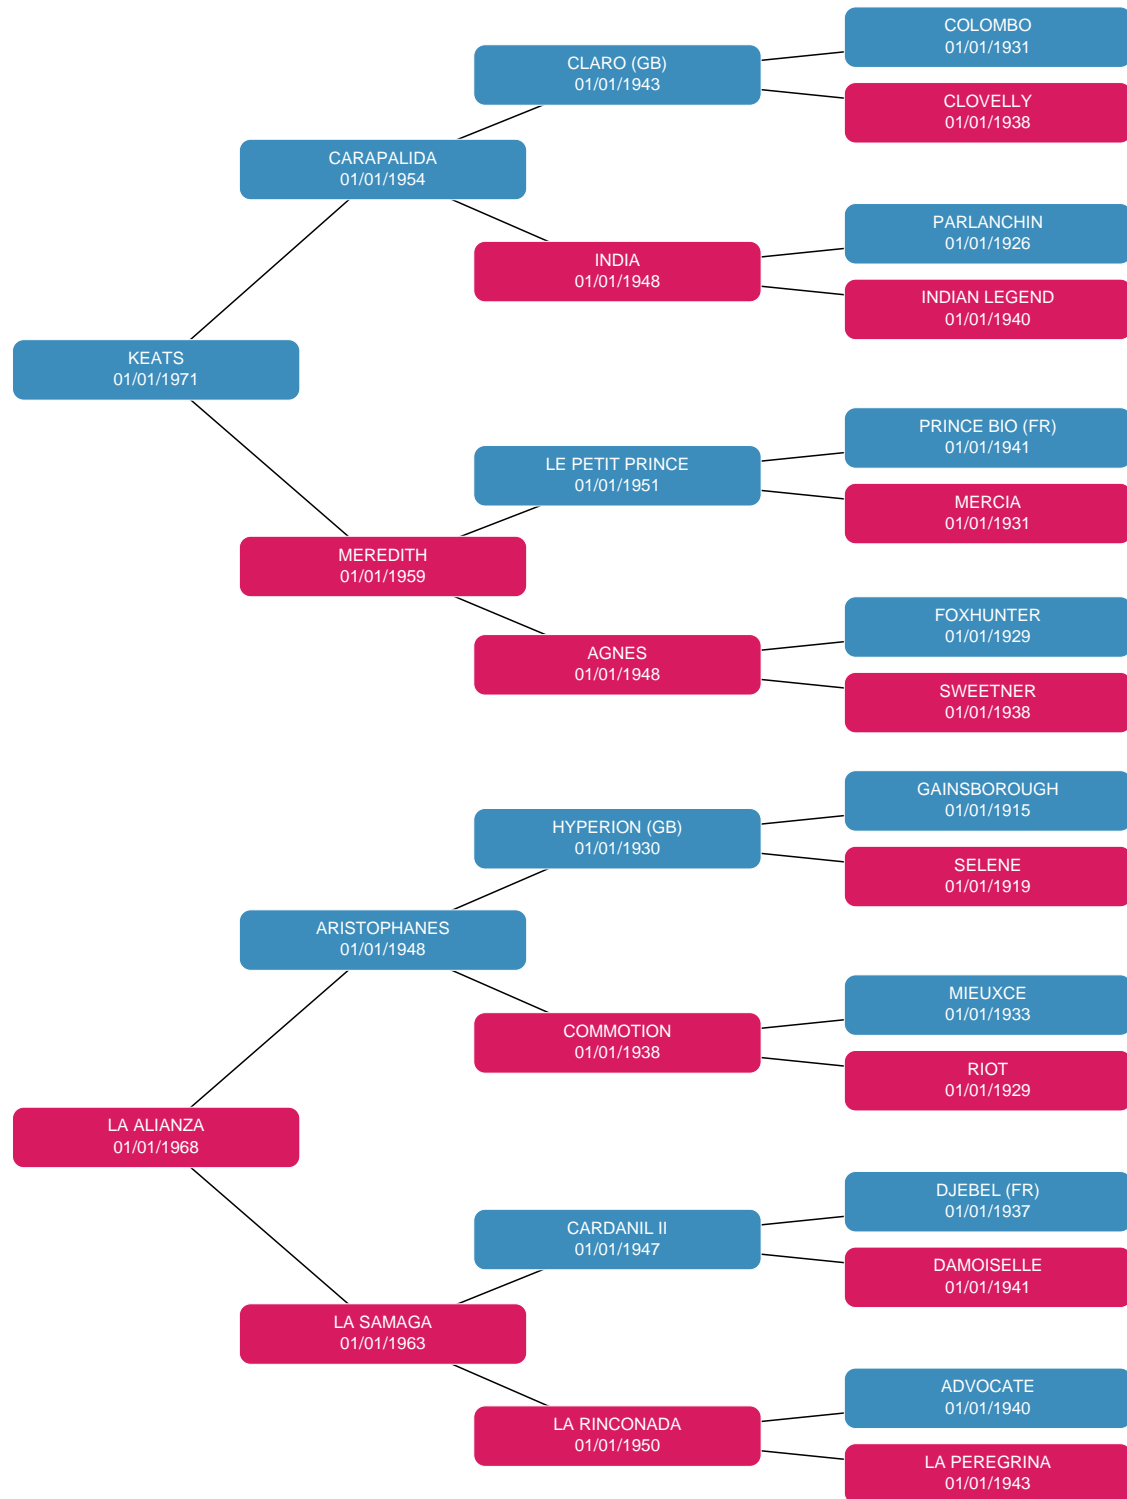 COLOMBO
01/01/1931
CLARO (GB)
01/01/1943
CLOVELLY
01/01/1938
CARAPALIDA
01/01/1954
PARLANCHIN
01/01/1926
INDIA
01/01/1948
INDIAN LEGEND
01/01/1940
KEATS
01/01/1971
PRINCE BIO (FR)
01/01/1941
LE PETIT PRINCE
01/01/1951
MERCIA
01/01/1931
MEREDITH
01/01/1959
FOXHUNTER
01/01/1929
AGNES
01/01/1948
SWEETNER
01/01/1938
GAINSBOROUGH
01/01/1915
HYPERION (GB)
01/01/1930
SELENE
01/01/1919
ARISTOPHANES
01/01/1948
MIEUXCE
01/01/1933
COMMOTION
01/01/1938
RIOT
01/01/1929
LA ALIANZA
01/01/1968
DJEBEL (FR)
01/01/1937
CARDANIL II
01/01/1947
DAMOISELLE
01/01/1941
LA SAMAGA
01/01/1963
ADVOCATE
01/01/1940
LA RINCONADA
01/01/1950
LA PEREGRINA
01/01/1943